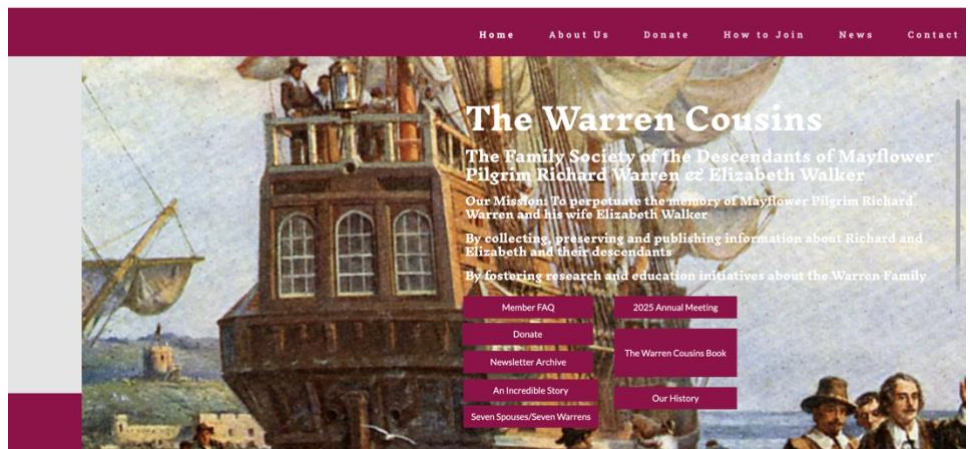 Home About Us Donate How to Join News Contact
The Warren Cousins
The Family Society of the Descendants of Mayflower
Pilgrim Richard Warren & Elizabeth Walker
Our Mission: To perpetuate the memory of Mayflower Pilgrim Richard
Warren and his wife Elizabeth Walker
By collecting, preserving and publishing information about Richard and
Elizabeth and their descendants
By fostering research and education initiatives about the Warren Family
Member FAQ
Donate
Newsletter Archive
An Incredible Story
Seven Spouses/Seven Warrens
2025 Annual Meeting
The Warren Cousins Book
Our History